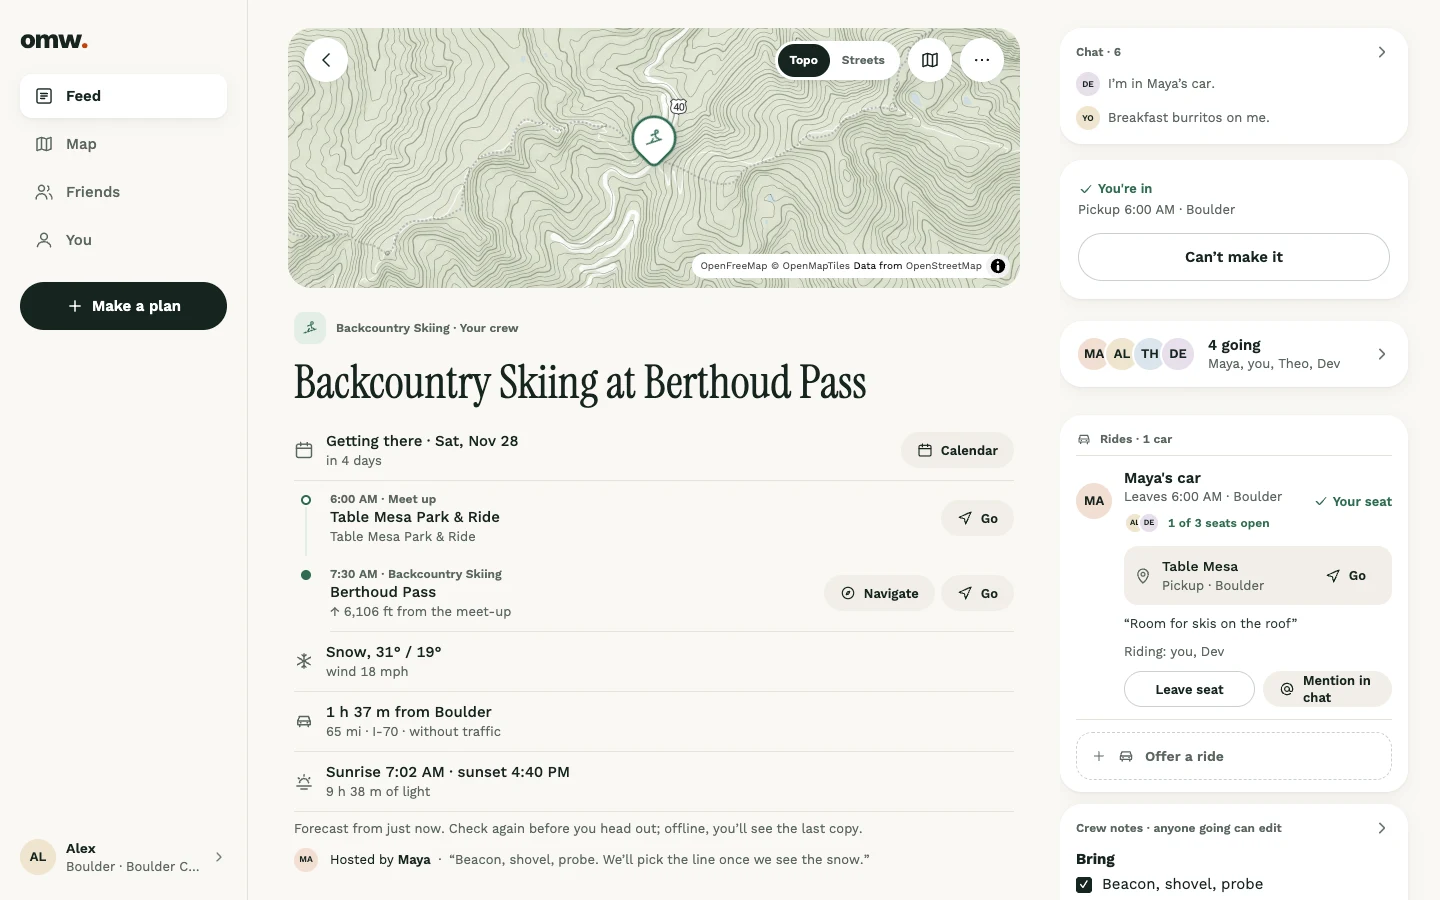 omw.
Feed
Map
Friends
You
+ Make a plan
AL
Alex
Boulder · Boulder C...
Topo
Streets
40
OpenFreeMap © OpenMapTiles Data from OpenStreetMap
Backcountry Skiing · Your crew
Backcountry Skiing at Berthoud Pass
Getting there · Sat, Nov 28
in 4 days
Calendar
6:00 AM · Meet up
Table Mesa Park & Ride
Table Mesa Park & Ride
Go
7:30 AM · Backcountry Skiing
Berthoud Pass
↑ 6,106 ft from the meet-up
Navigate
Go
Snow, 31° / 19°
wind 18 mph
1 h 37 m from Boulder
65 mi · I-70 · without traffic
Sunrise 7:02 AM · sunset 4:40 PM
9 h 38 m of light
Forecast from just now. Check again before you head out; offline, you’ll see the last copy.
MA
Hosted by Maya · “Beacon, shovel, probe. We’ll pick the line once we see the snow.”
Chat · 6
DE
I’m in Maya’s car.
YO
Breakfast burritos on me.
You're in
Pickup 6:00 AM · Boulder
Can’t make it
MA AL TH DE
4 going
Maya, you, Theo, Dev
Rides · 1 car
MA
Maya's car
Leaves 6:00 AM · Boulder
AL DE
1 of 3 seats open
Your seat
Table Mesa
Pickup · Boulder
Go
“Room for skis on the roof”
Riding: you, Dev
Leave seat
Mention in
chat
+ Offer a ride
Crew notes · anyone going can edit
Bring
Beacon, shovel, probe